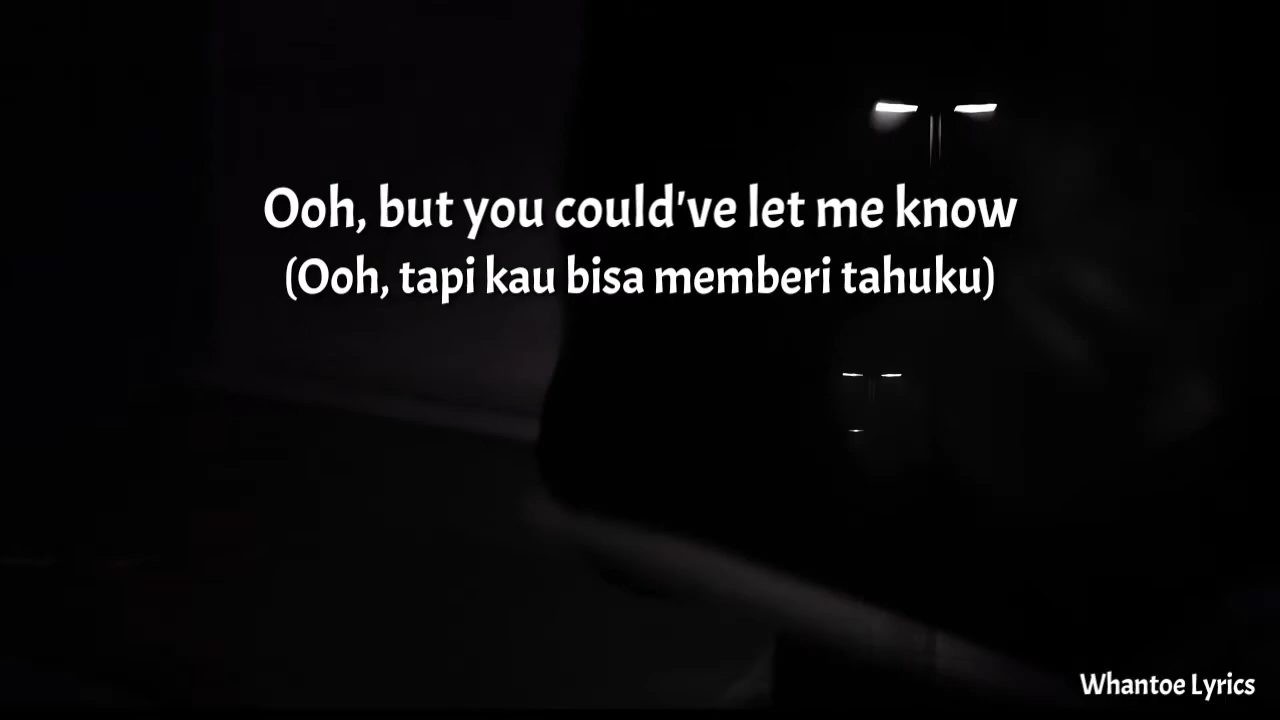 Ooh, but you could've let me know
(Ooh, tapi kau bisa memberi tahuku)
Whantoe Lyrics